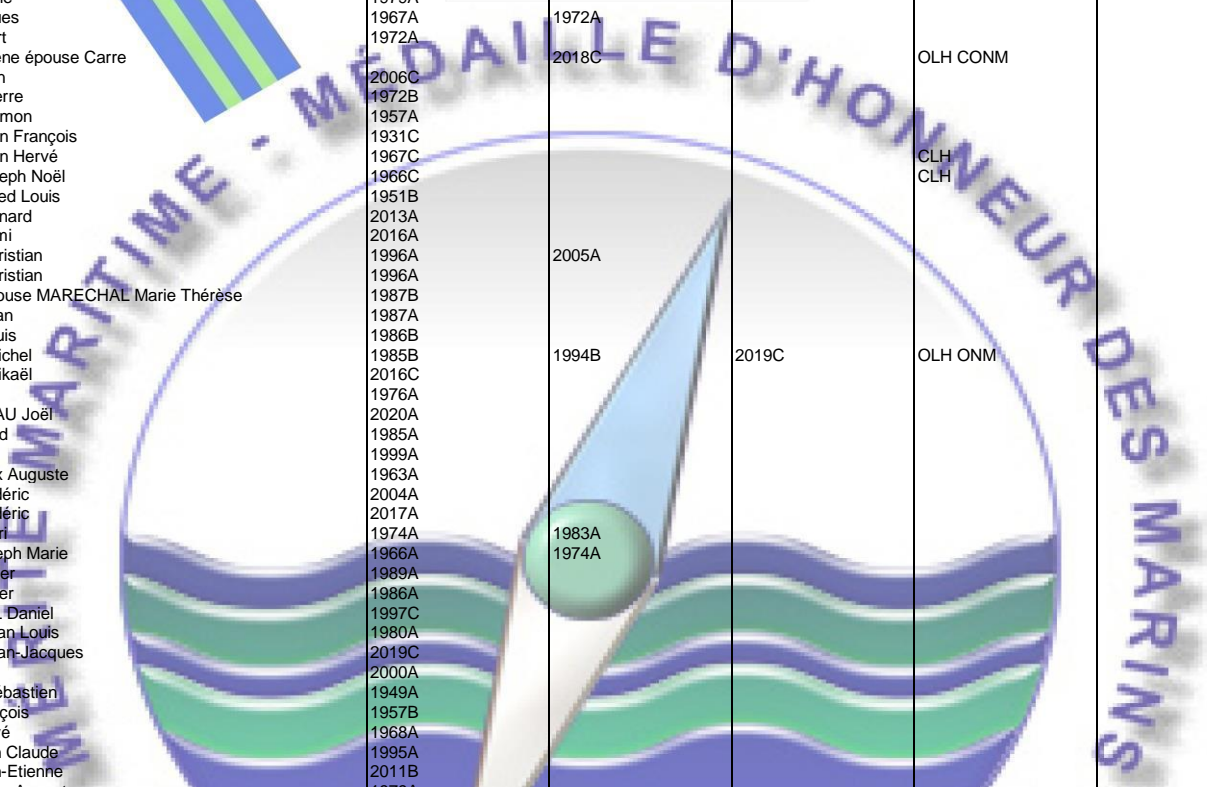 ues 1967A 1972A
rt 1972A
ène épouse Carre 2018C OLH CONM
n 2006C
erre 1972B
mon 1957A
n François 1931C
n Hervé 1967C CLH
eph Noël 1966C CLH
ed Louis 1951B
nard 2013A
mi 2016A
ristian 1996A 2005A
ristian 1996A
ouse MARECHAL Marie Thérèse 1987B
an 1987A
uis 1986B
ichel 1985B 1994B 2019C OLH ONM
ikaël 2016C
1976A
AU Joël 2020A
d 1985A
1999A
x Auguste 1963A
déric 2004A
déric 2017A
ri 1974A 1983A
eph Marie 1966A 1974A
er 1989A
er 1986A
L Daniel 1997C
an Louis 1980A
an-Jacques 2019C
2000A
ébastien 1949A
çois 1957B
é 1968A
Claude 1995A
-Etienne 2011B
MÉRITE MARITIME - MÉDAILLE D'HONNEUR DES MARINS